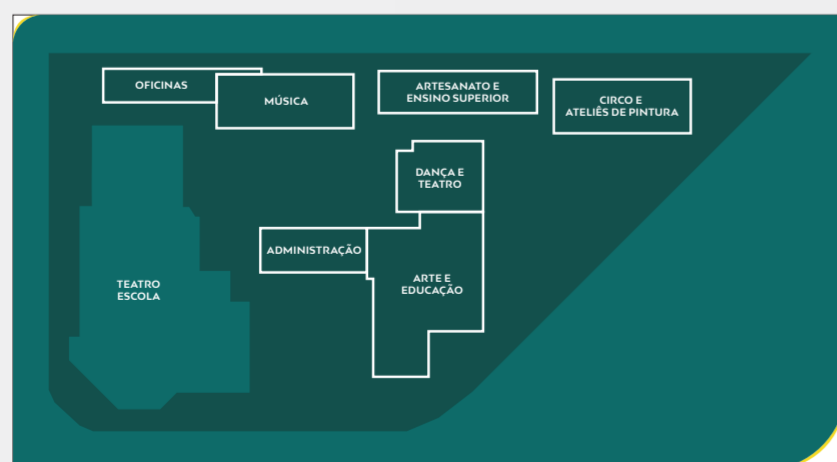 OFICINAS
MÚSICA
ARTESANATO E
ENSINO SUPERIOR
CIRCO E
ATELIÊS DE PINTURA
DANÇA E
TEATRO
ADMINISTRAÇÃO
ARTE E
EDUCAÇÃO
TEATRO
ESCOLA